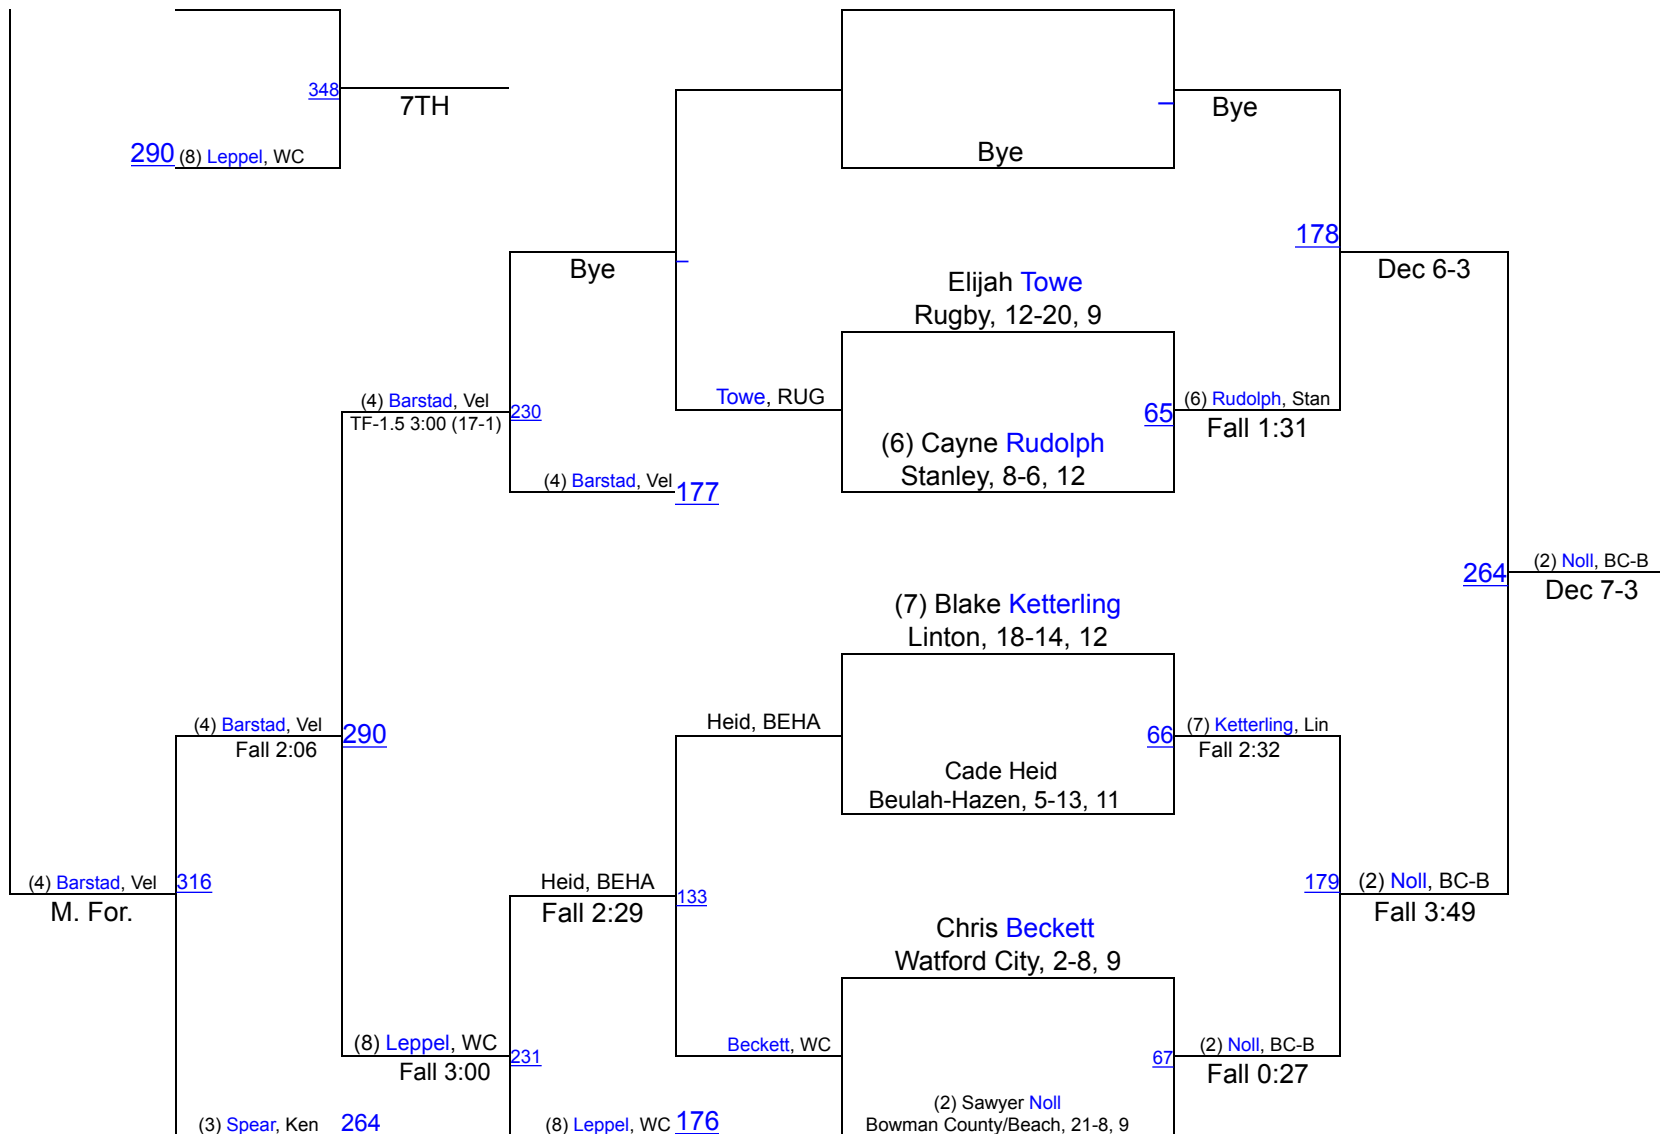 348
7TH
290 (8) Leppel, WC
Bye
Bye
178
Dec 6-3
Bye
Elijah Towe
Rugby, 12-20, 9
(4) Barstad, Vel
TF-1.5 3:00 (17-1)
230
Towe, RUG
65
(6) Rudolph, Stan
Fall 1:31
(6) Cayne Rudolph
Stanley, 8-6, 12
(4) Barstad, Vel 177
264
(2) Noll, BC-B
Dec 7-3
(7) Blake Ketterling
Linton, 18-14, 12
(4) Barstad, Vel
Fall 2:06
290
Heid, BEHA
66
(7) Ketterling, Lin
Fall 2:32
Cade Heid
Beulah-Hazen, 5-13, 11
(4) Barstad, Vel
M. For.
316
Heid, BEHA
Fall 2:29
133
179
(2) Noll, BC-B
Fall 3:49
Chris Beckett
Watford City, 2-8, 9
(8) Leppel, WC
Fall 3:00
231
Beckett, WC
67
(2) Noll, BC-B
Fall 0:27
(3) Spear, Ken 264
(8) Leppel, WC 176
(2) Sawyer Noll
Bowman County/Beach, 21-8, 9